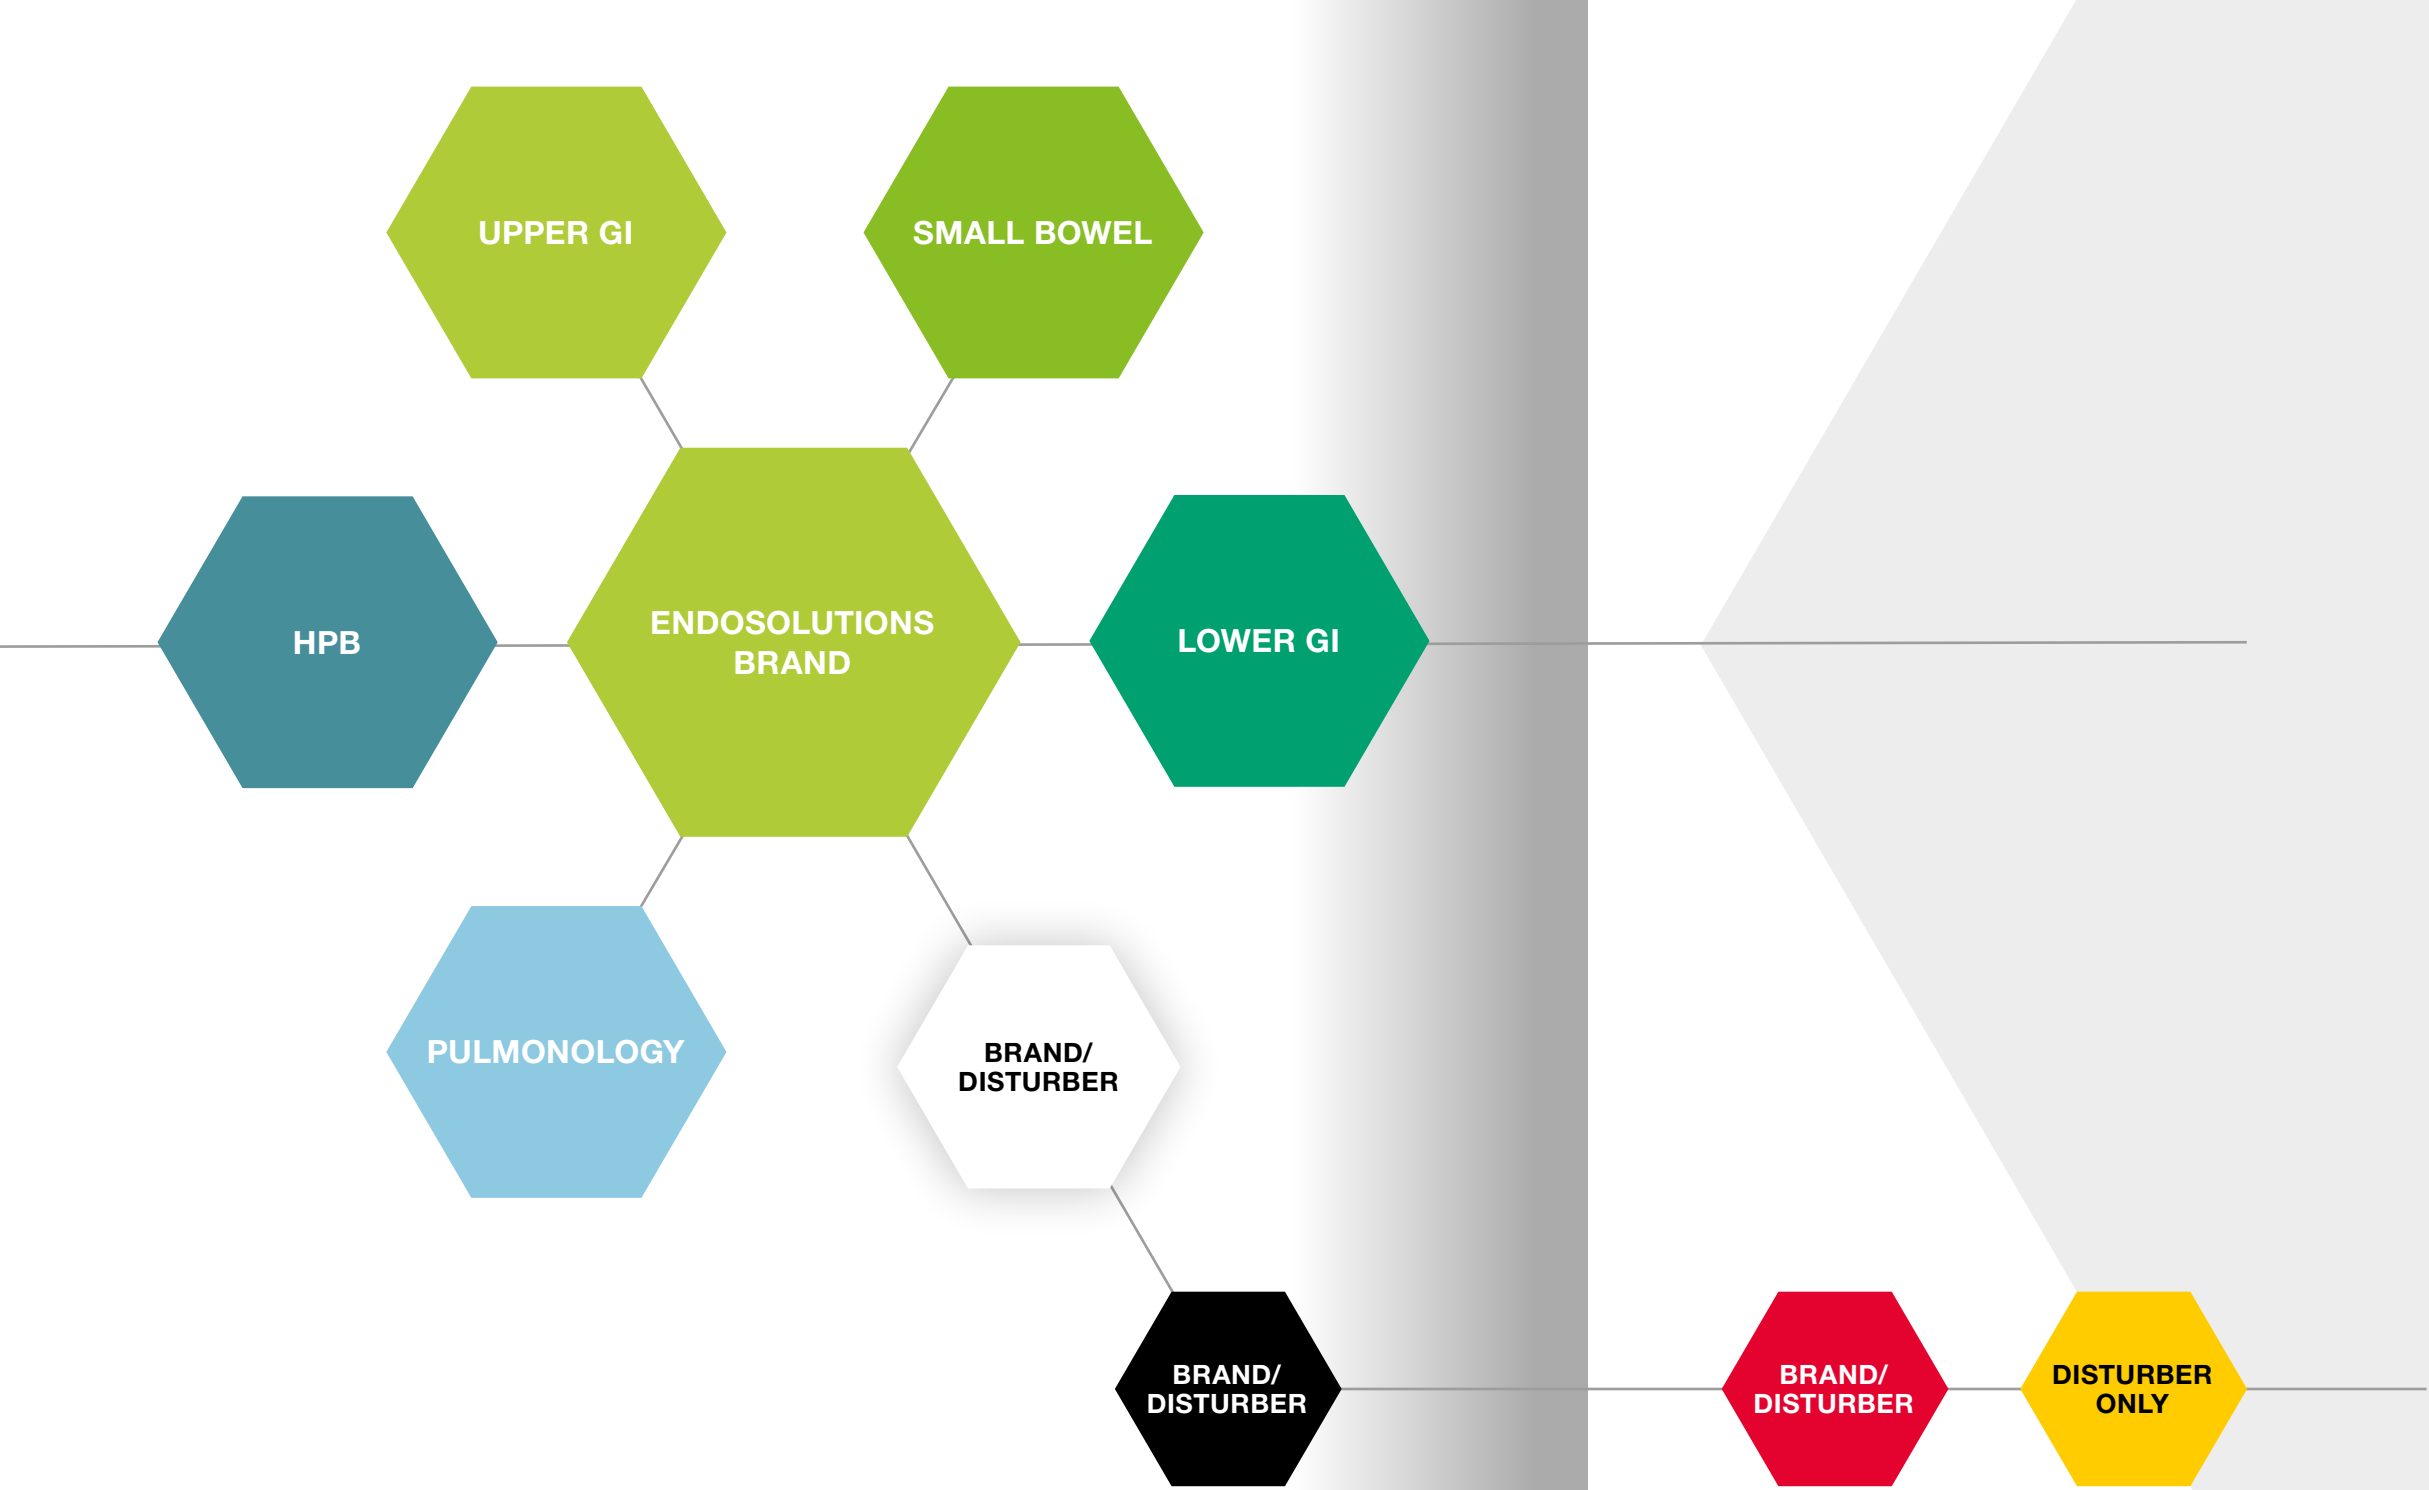 UPPER GI
SMALL BOWEL
HPB
ENDOSOLUTIONS
BRAND
LOWER GI
PULMONOLOGY
BRAND/
DISTURBER
BRAND/
DISTURBER
BRAND/
DISTURBER
DISTURBER
ONLY